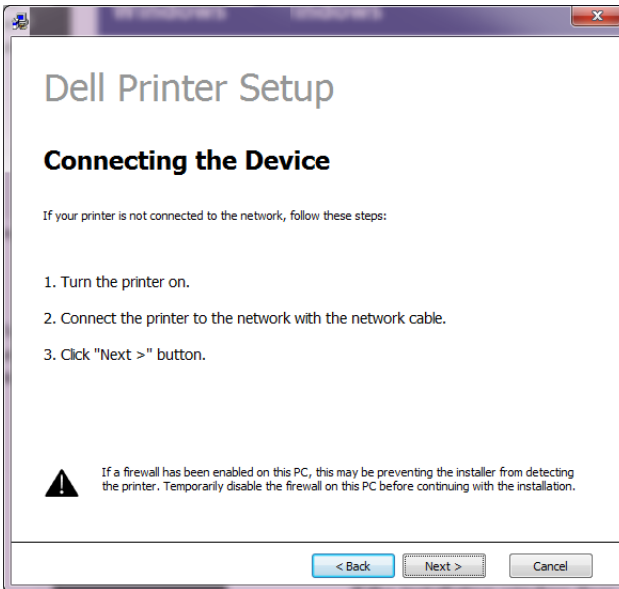 Dell Printer Setup
Connecting the Device
If your printer is not connected to the network, follow these steps:
1. Turn the printer on.
2. Connect the printer to the network with the network cable.
3. Click "Next >" button.
If a firewall has been enabled on this PC, this may be preventing the installer from detecting
the printer. Temporarily disable the firewall on this PC before continuing with the installation.
< Back Next > Cancel